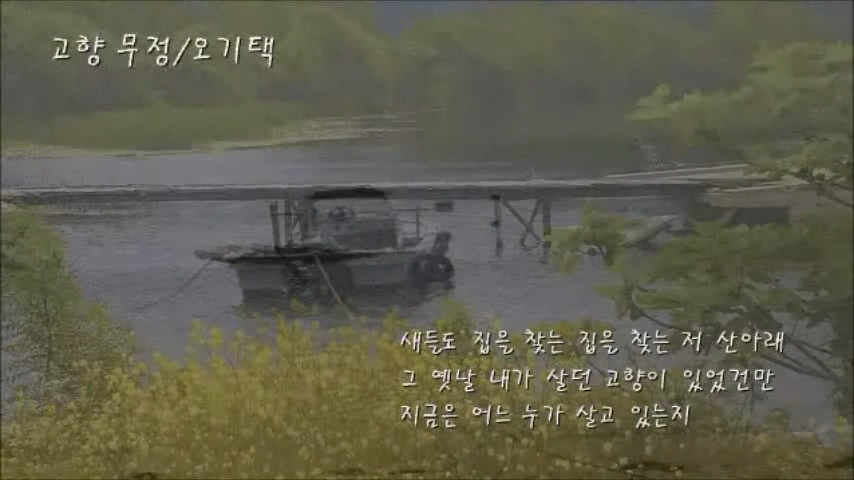 고향 무정/오기택
새들도 집을 찾는 집을 찾는 저 산아래
그 옛날 내가 살던 고향이 있었건만
지금은 어느 누가 살고 있는지